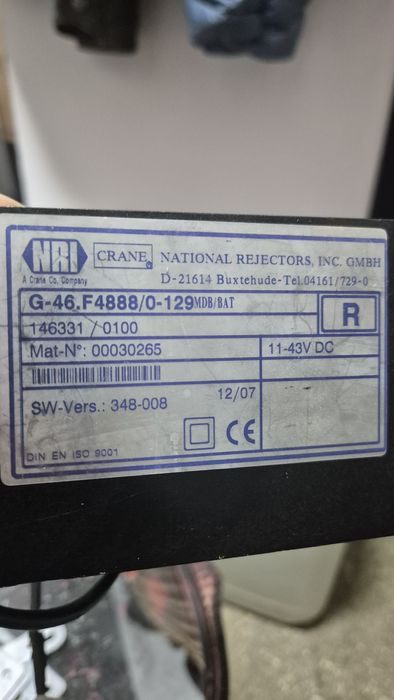 NRI CRANE NATIONAL REJECTORS, INC. GMBH
A Crane Co. Company D-21614 Buxtehude-Tel.04161/729-0
G-46.F4888/0-129MDB/BAT R
146331 / 0100
Mat-N°: 00030265 11-43V DC
12/07
SW-Vers.: 348-008
CE
DIN EN ISO 9001